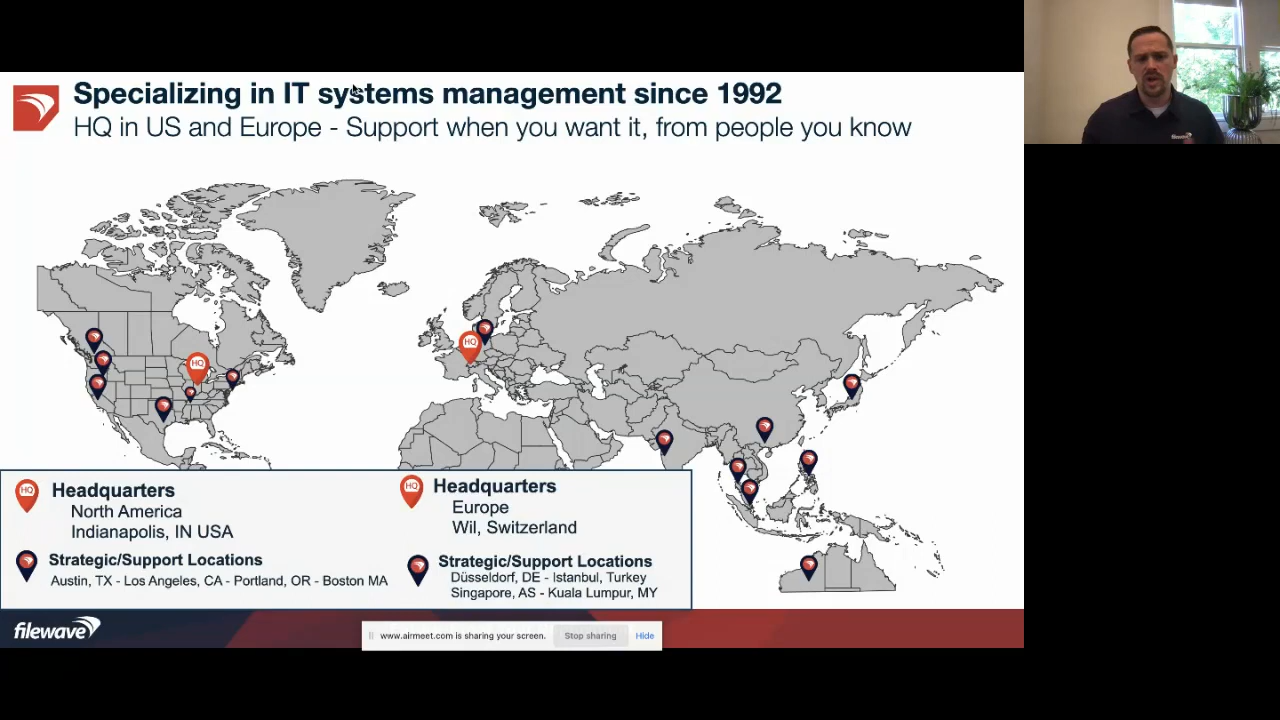 Specializing in IT systems management since 1992
HQ in US and Europe - Support when you want it, from people you know
HQ
HQ
HQ
Headquarters
North America
Indianapolis, IN USA
Strategic/Support Locations
Austin, TX - Los Angeles, CA - Portland, OR - Boston MA
HQ
Headquarters
Europe
Wil, Switzerland
Strategic/Support Locations
Düsseldorf, DE - Istanbul, Turkey
Singapore, AS - Kuala Lumpur, MY
filewave
www.airmeet.com is sharing your screen.
Stop sharing
Hide
filewave